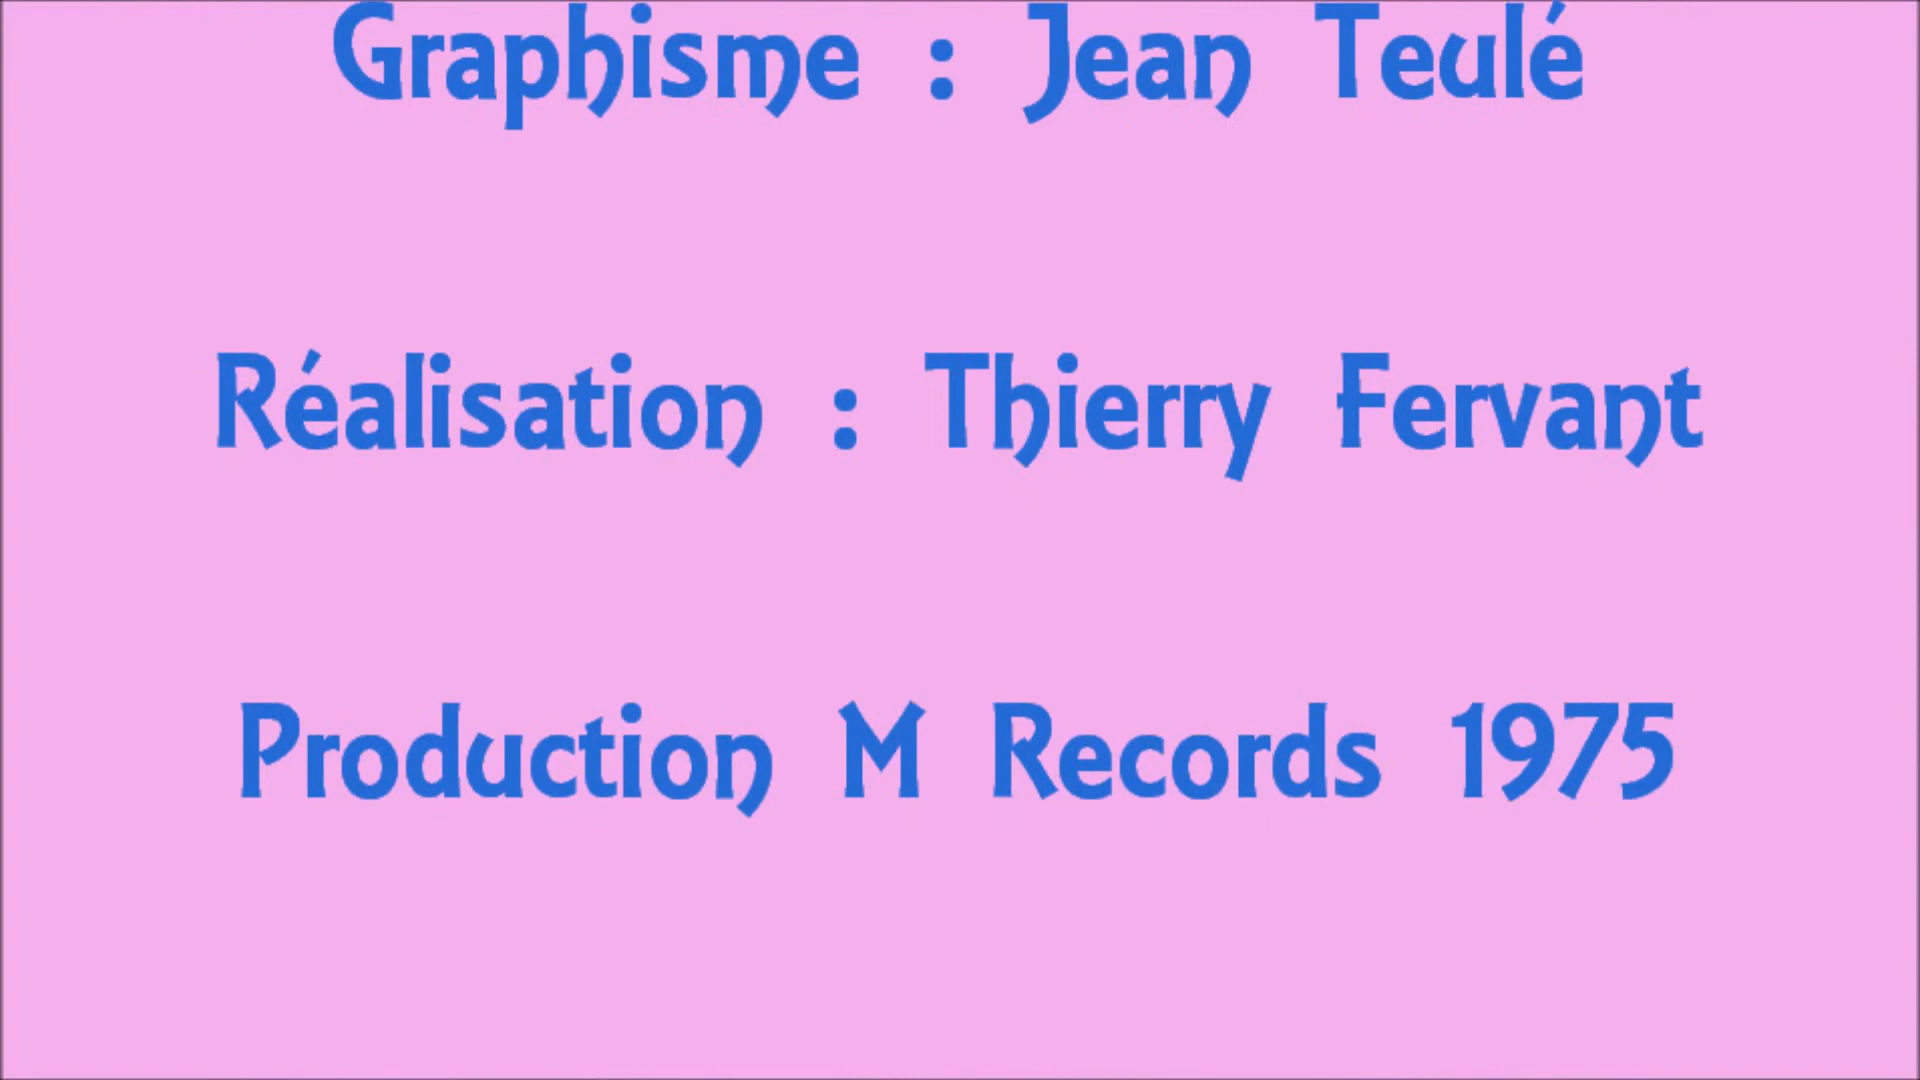 Graphisme : Jean Teulé
Réalisation : Thierry Fervant
Production M Records 1975